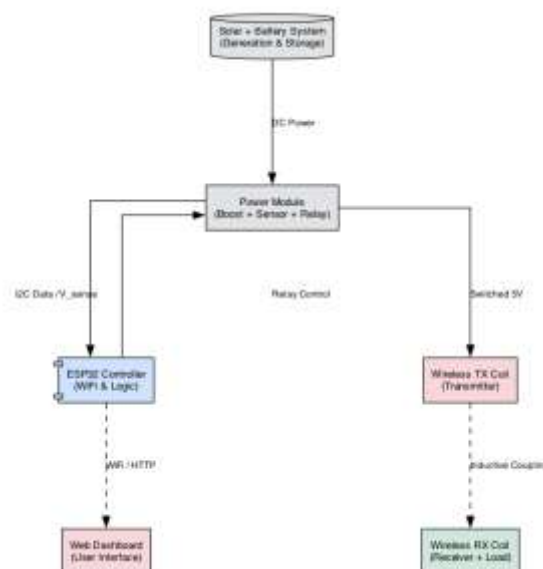 Solar + Battery System
(Generation & Storage)
DC Power
Power Module
(Boost + Sensor + Relay)
I2C Data / V_sense
Relay Control
Switched 5V
ESP32 Controller
(WiFi & Logic)
Wireless TX Coil
(Transmitter)
WiFi / HTTP
Inductive Couplin
Web Dashboard
(User Interface)
Wireless RX Coil
(Receiver + Load)